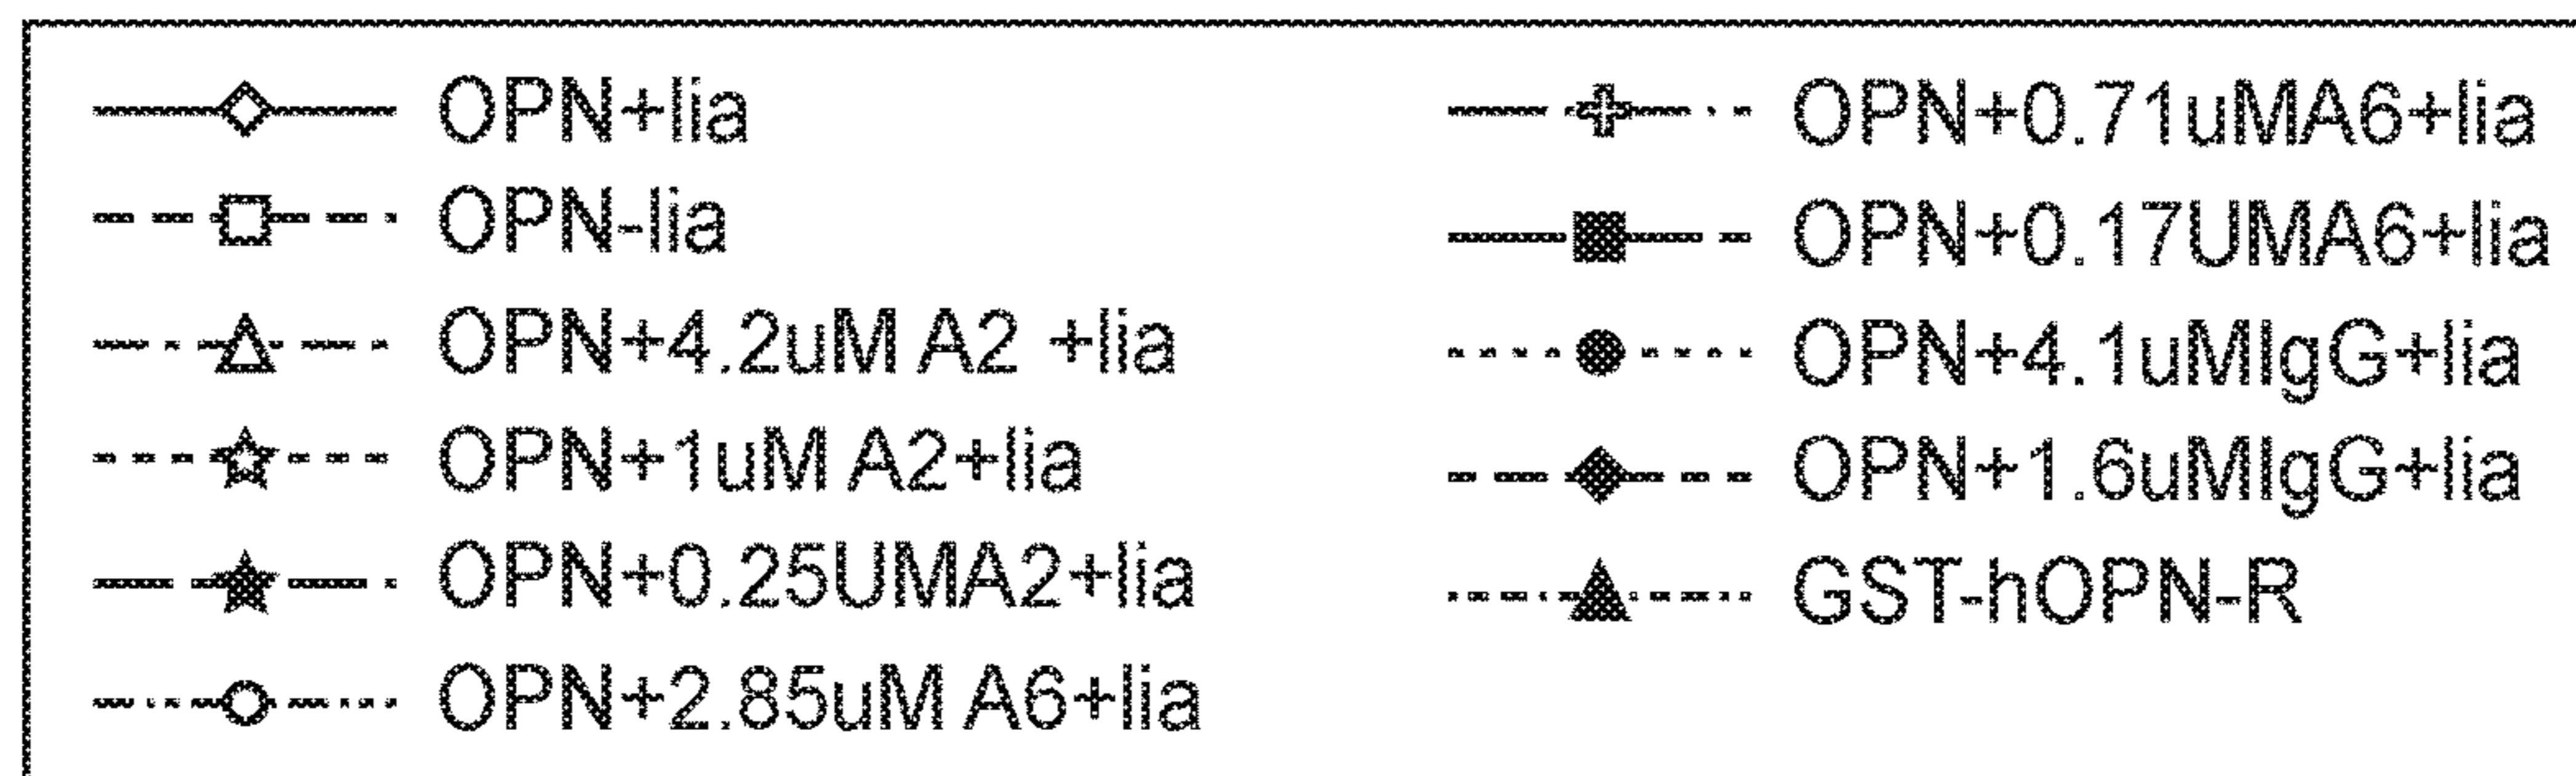 OPN+lia
OPN-lia
OPN+4.2uM A2 +lia
OPN+1uM A2+lia
OPN+0.25UMA2+lia
OPN+2.85uM A6+lia
OPN+0.71uMA6+lia
OPN+0.17UMA6+lia
OPN+4.1uMIgG+lia
OPN+1.6uMIgG+lia
GST-hOPN-R